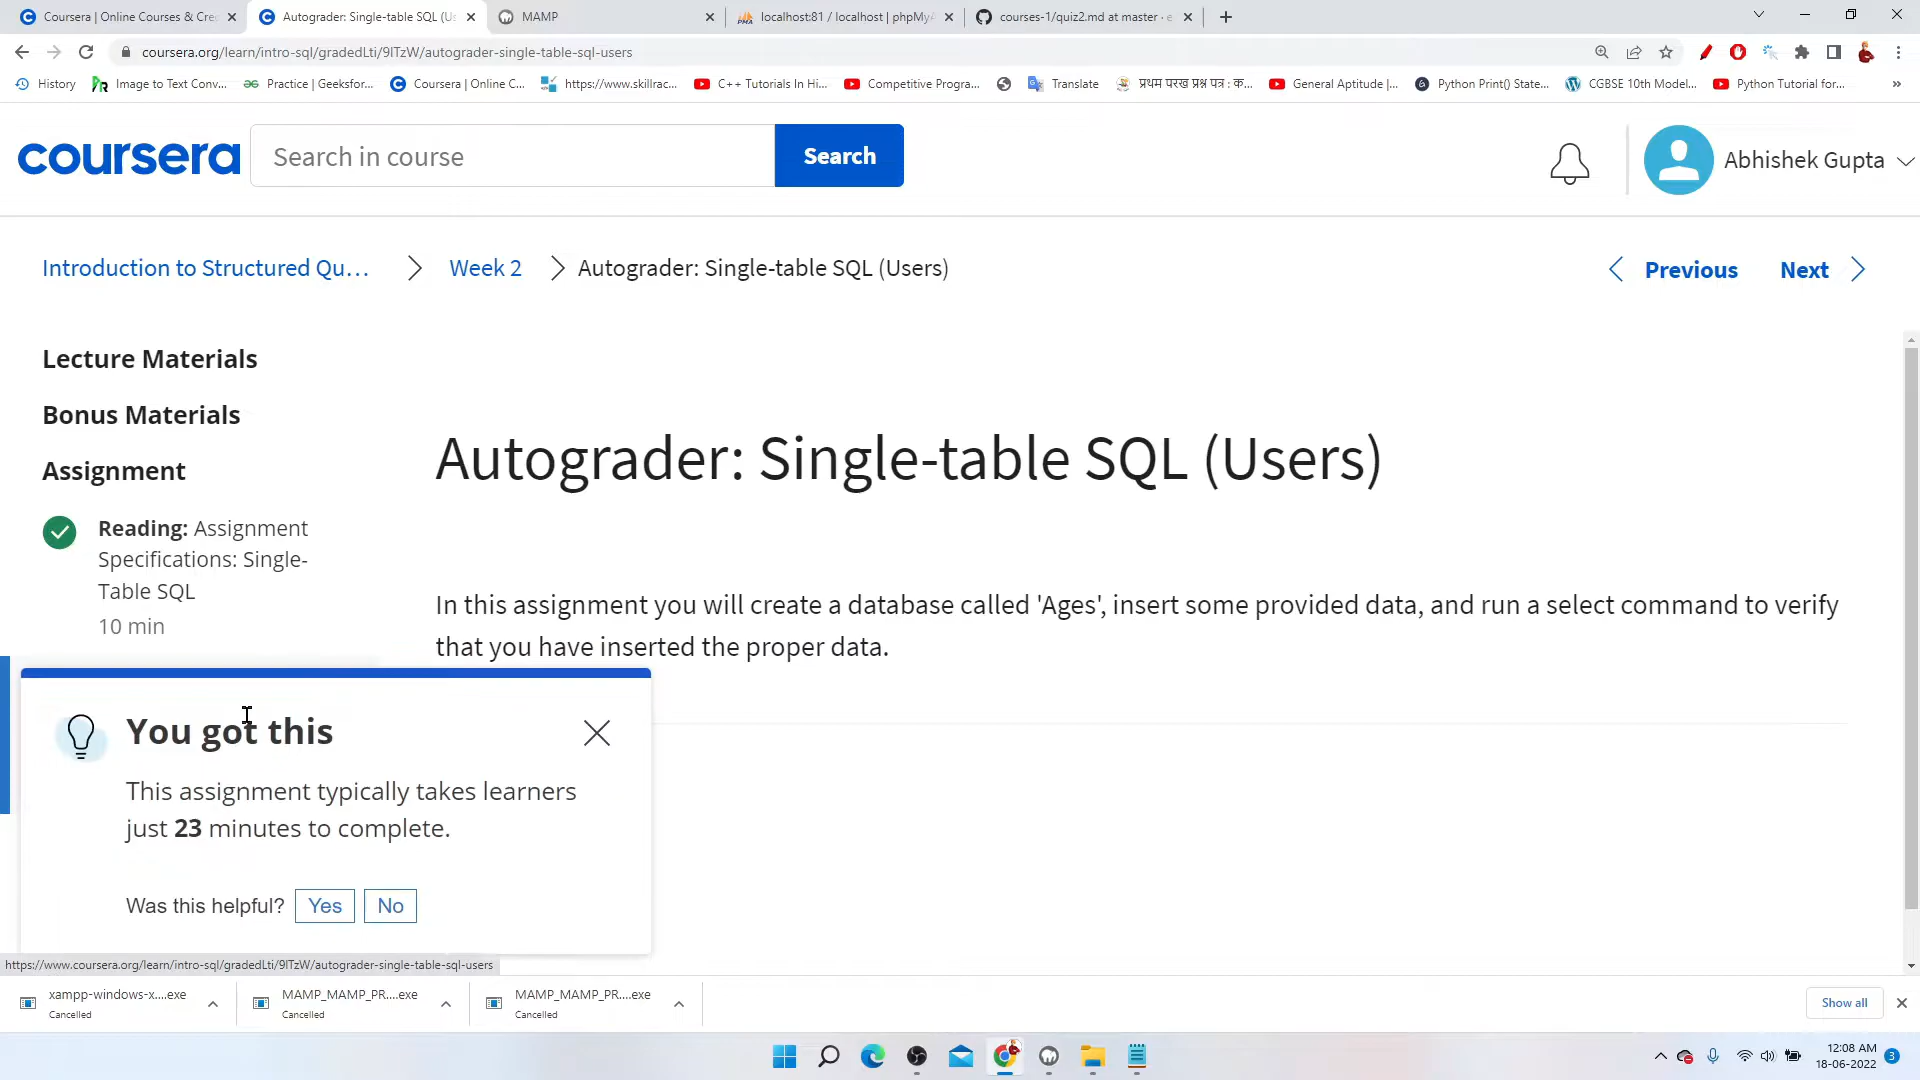 Coursera | Online Courses & Cre
Autograder: Single-table SQL (Us
MAMP
localhost:81 / localhost | phpMyA
courses-1/quiz2.md at master · e
coursera.org/learn/intro-sql/gradedLti/9lTzW/autograder-single-table-sql-users
History
Image to Text Conv...
Practice | Geeksfor...
Coursera | Online C...
https://www.skillrac...
C++ Tutorials In Hi...
Competitive Progra...
Translate
प्रथम परख प्रश्न पत्र : क...
General Aptitude |...
Python Print() State...
CGBSE 10th Model...
Python Tutorial for...
»
coursera
Search in course
Search
Abhishek Gupta
Introduction to Structured Qu...
Week 2
Autograder: Single-table SQL (Users)
Previous
Next
Lecture Materials
Bonus Materials
Assignment
Reading: Assignment
Specifications: Single-
Table SQL
10 min
Autograder: Single-table SQL (Users)
In this assignment you will create a database called 'Ages', insert some provided data, and run a select command to verify
that you have inserted the proper data.
You got this
This assignment typically takes learners
just 23 minutes to complete.
Was this helpful?
Yes
No
https://www.coursera.org/learn/intro-sql/gradedLti/9lTzW/autograder-single-table-sql-users
xampp-windows-x....exe
Cancelled
MAMP_MAMP_PR....exe
Cancelled
MAMP_MAMP_PR....exe
Cancelled
Show all
12:08 AM
18-06-2022
3